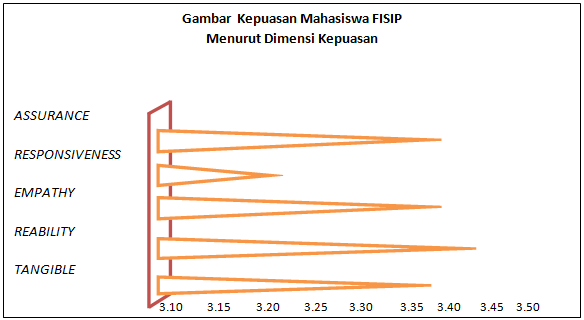 Gambar Kepuasan Mahasiswa FISIP
Menurut Dimensi Kepuasan
ASSURANCE
RESPONSIVENESS
EMPATHY
REABILITY
TANGIBLE
3.10 3.15 3.20 3.25 3.30 3.35 3.40 3.45 3.50